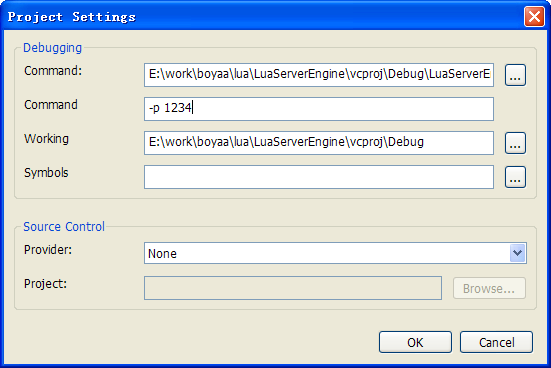 Project Settings
Debugging
Command: E:\work\boyaa\lua\LuaServerEngine\vcproj\Debug\LuaServerE ...
Command -p 1234
Working E:\work\boyaa\lua\LuaServerEngine\vcproj\Debug ...
Symbols ...
Source Control
Provider: None
Project: Browse...
OK Cancel